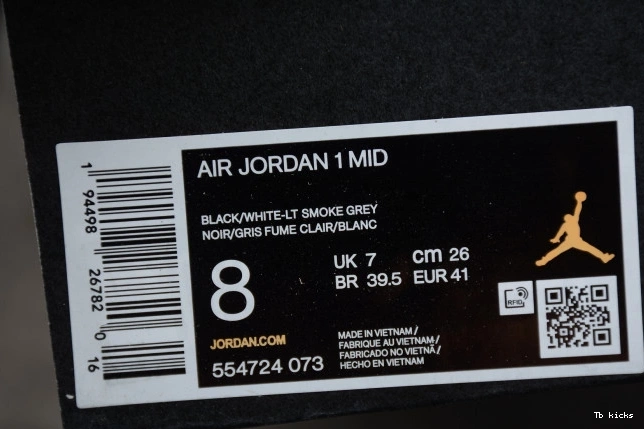 AIR JORDAN 1 MID
BLACK/WHITE-LT SMOKE GREY
NOIR/GRIS FUME CLAIR/BLANC
8
UK 7 cm 26
BR 39.5 EUR 41
JORDAN.COM
554724 073
MADE IN VIETNAM /
FABRIQUE AU VIETNAM/
FABRICADO NO VIETNÃ /
HECHO EN VIETNAM
RFID
1 94498 26782 0 16
Tb kicks